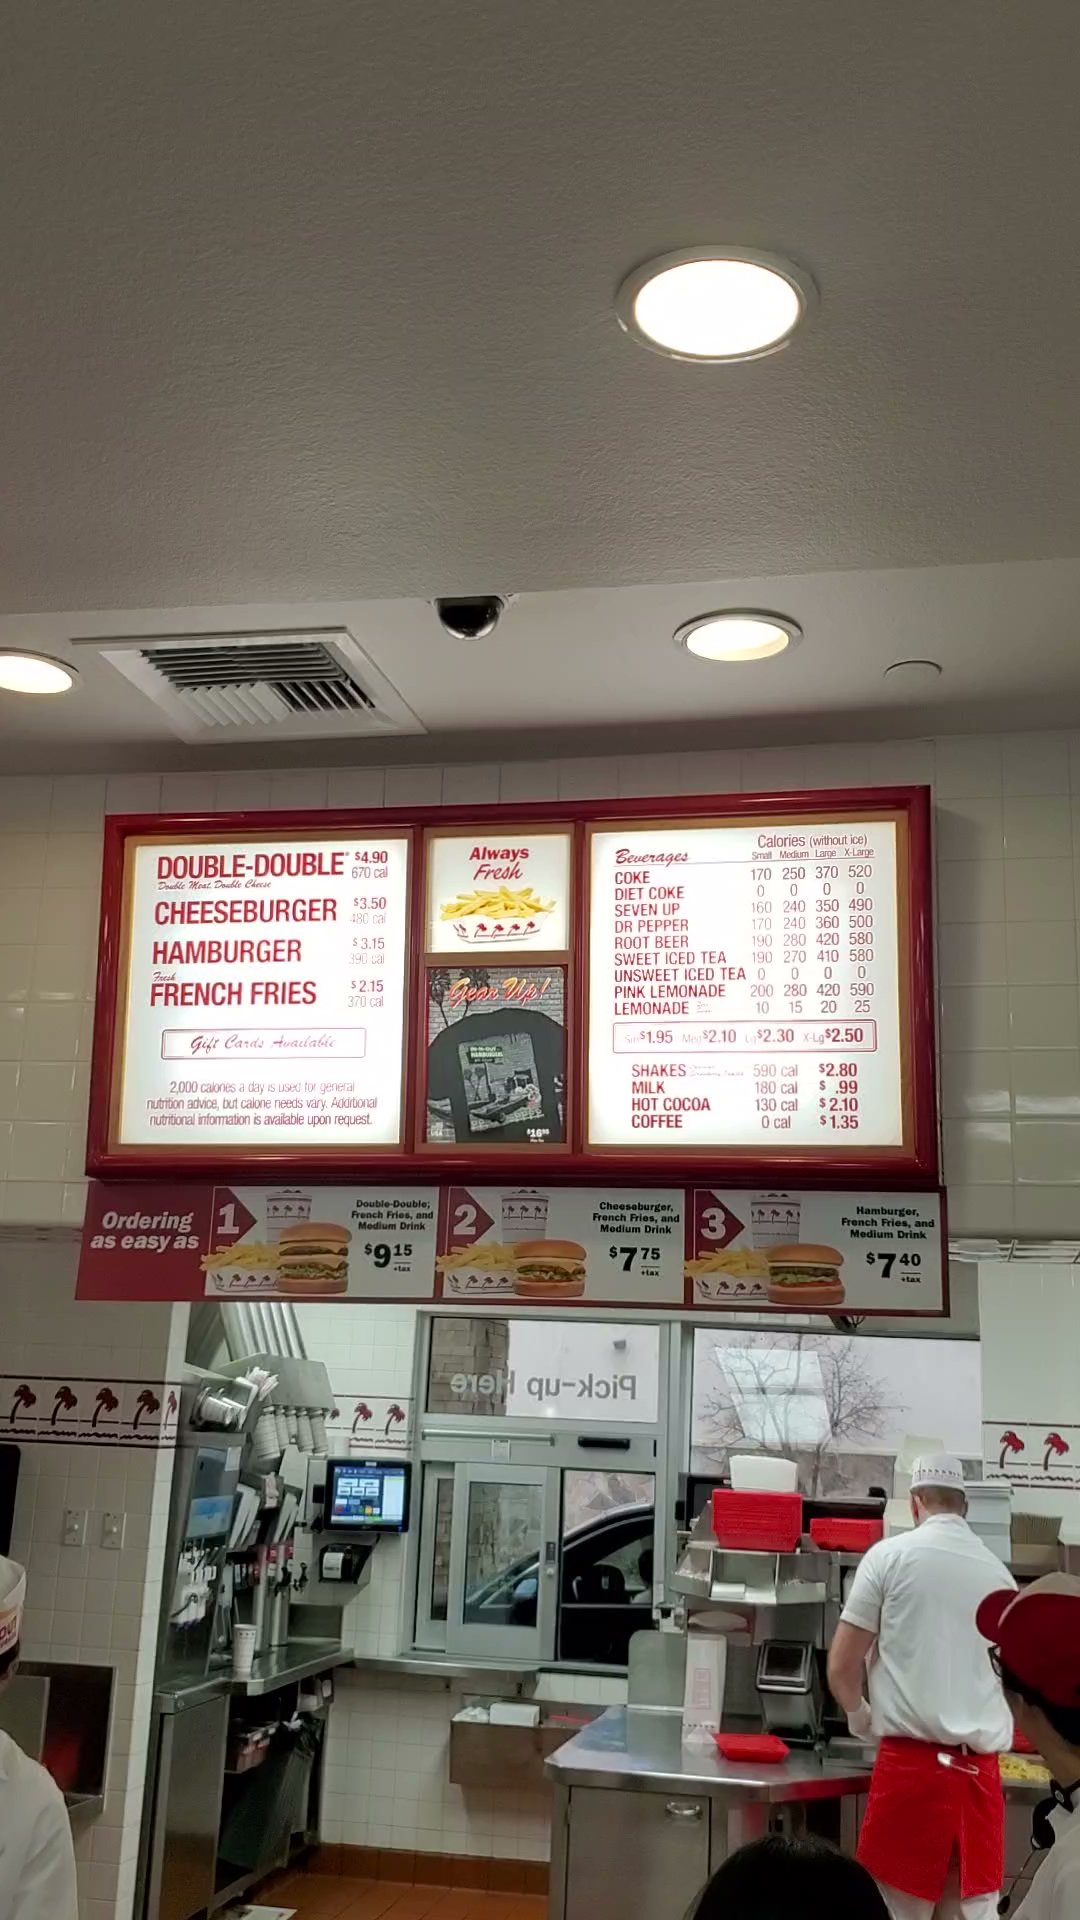 DOUBLE-DOUBLE® $4.90
Double Meat, Double Cheese 670 cal
CHEESEBURGER $3.50
480 cal
HAMBURGER $3.15
390 cal
Fresh
FRENCH FRIES $2.15
370 cal
Gift Cards Available
2,000 calories a day is used for general
nutrition advice, but calorie needs vary. Additional
nutritional information is available upon request.
Always
Fresh
Gear Up!
IN-N-OUT
HAMBURGERS
$16
Beverages Calories (without ice)
Small Medium Large X-Large
COKE 170 250 370 520
DIET COKE 0 0 0 0
SEVEN UP 160 240 350 490
DR PEPPER 170 240 360 500
ROOT BEER 190 280 420 580
SWEET ICED TEA 190 270 410 580
UNSWEET ICED TEA 0 0 0 0
PINK LEMONADE 200 280 420 590
LEMONADE 10 15 20 25
Sm$1.95 Med$2.10 Lg$2.30 X-Lg$2.50
SHAKES 590 cal $2.80
MILK 180 cal $ .99
HOT COCOA 130 cal $2.10
COFFEE 0 cal $1.35
Ordering
as easy as
1
Double-Double,
French Fries, and
Medium Drink
$9 15
+tax
2
Cheeseburger,
French Fries, and
Medium Drink
$7 75
+tax
3
Hamburger,
French Fries, and
Medium Drink
$7 40
+tax
Pick-up Here